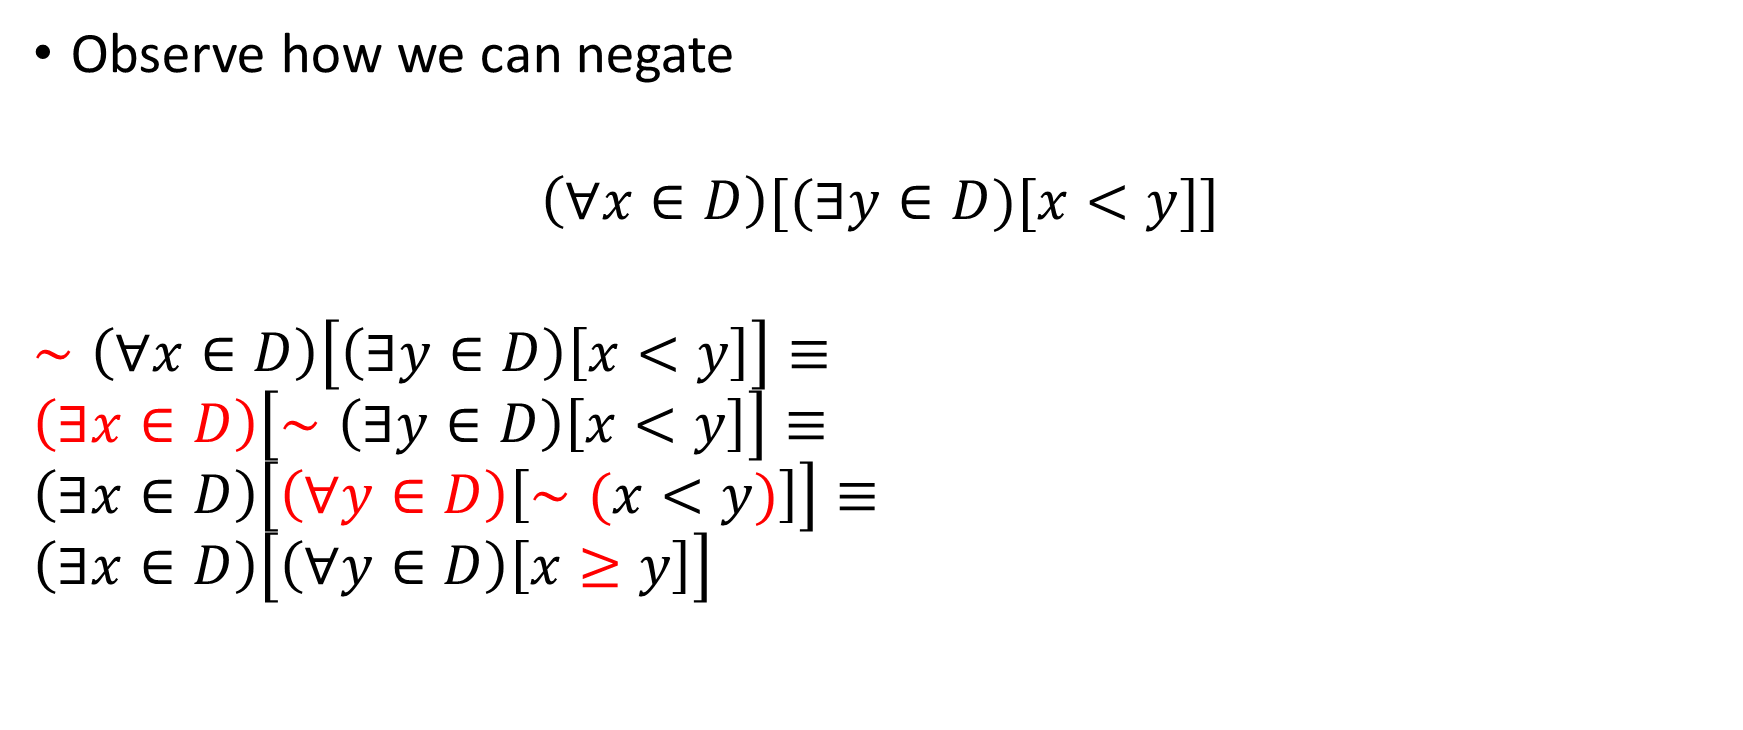 • Observe how we can negate
(∀x ∈ D)[(∃y ∈ D)[x < y]]
~ (∀x ∈ D)[(∃y ∈ D)[x < y]] ≡
(∃x ∈ D)[~ (∃y ∈ D)[x < y]] ≡
(∃x ∈ D)[(∀y ∈ D)[~ (x < y)]] ≡
(∃x ∈ D)[(∀y ∈ D)[x ≥ y]]